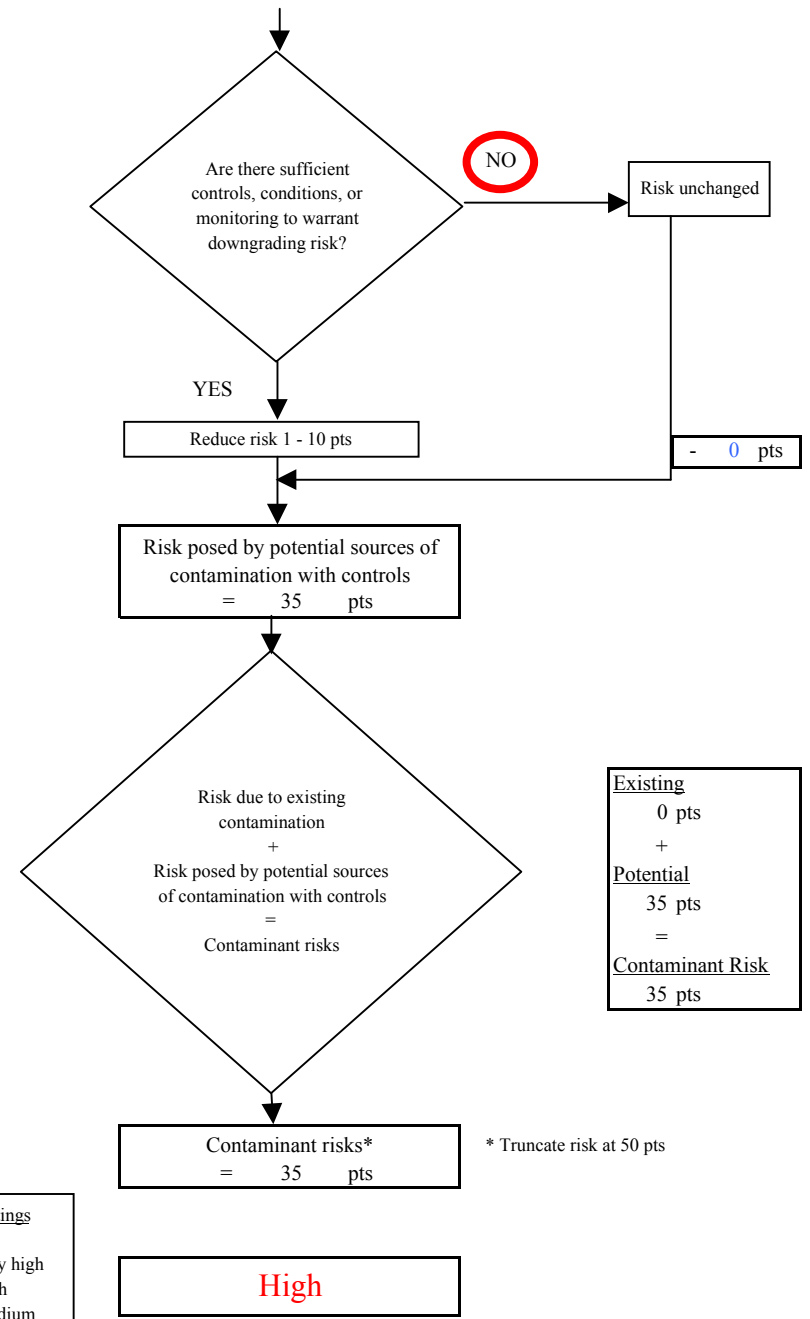 Are there sufficient
controls, conditions, or
monitoring to warrant
downgrading risk?
NO
Risk unchanged
YES
Reduce risk 1 - 10 pts
- 0 pts
Risk posed by potential sources of
contamination with controls
= 35 pts
Risk due to existing
contamination
+
Risk posed by potential sources
of contamination with controls
=
Contaminant risks
Existing
0 pts
+
Potential
35 pts
=
Contaminant Risk
35 pts
Contaminant risks*
= 35 pts
* Truncate risk at 50 pts
high
High